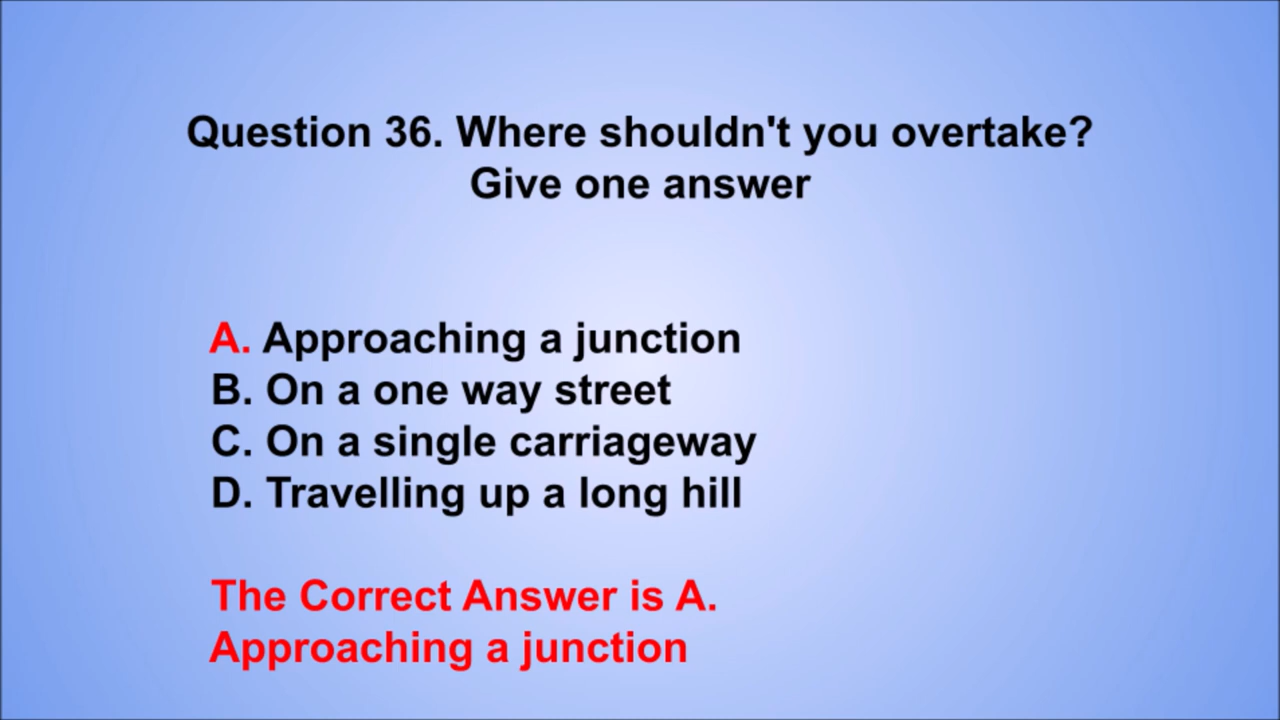 Question 36. Where shouldn't you overtake?
Give one answer
A. Approaching a junction
B. On a one way street
C. On a single carriageway
D. Travelling up a long hill
The Correct Answer is A.
Approaching a junction